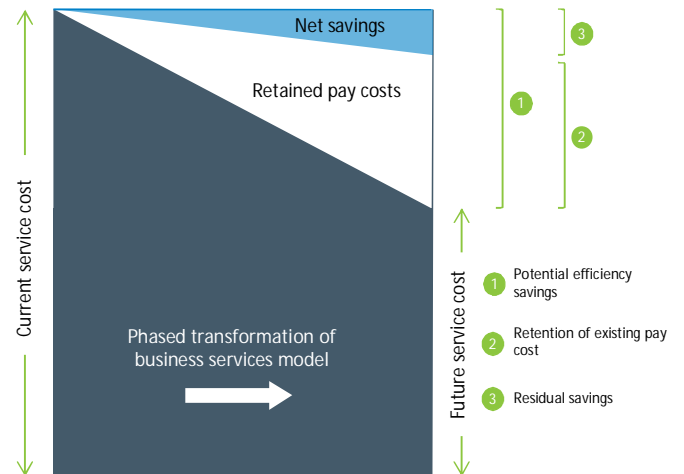 Net savings
Retained pay costs
Current service cost
Phased transformation of
business services model
Future service cost
3
1
2
1 Potential efficiency
savings
2 Retention of existing pay
cost
3 Residual savings